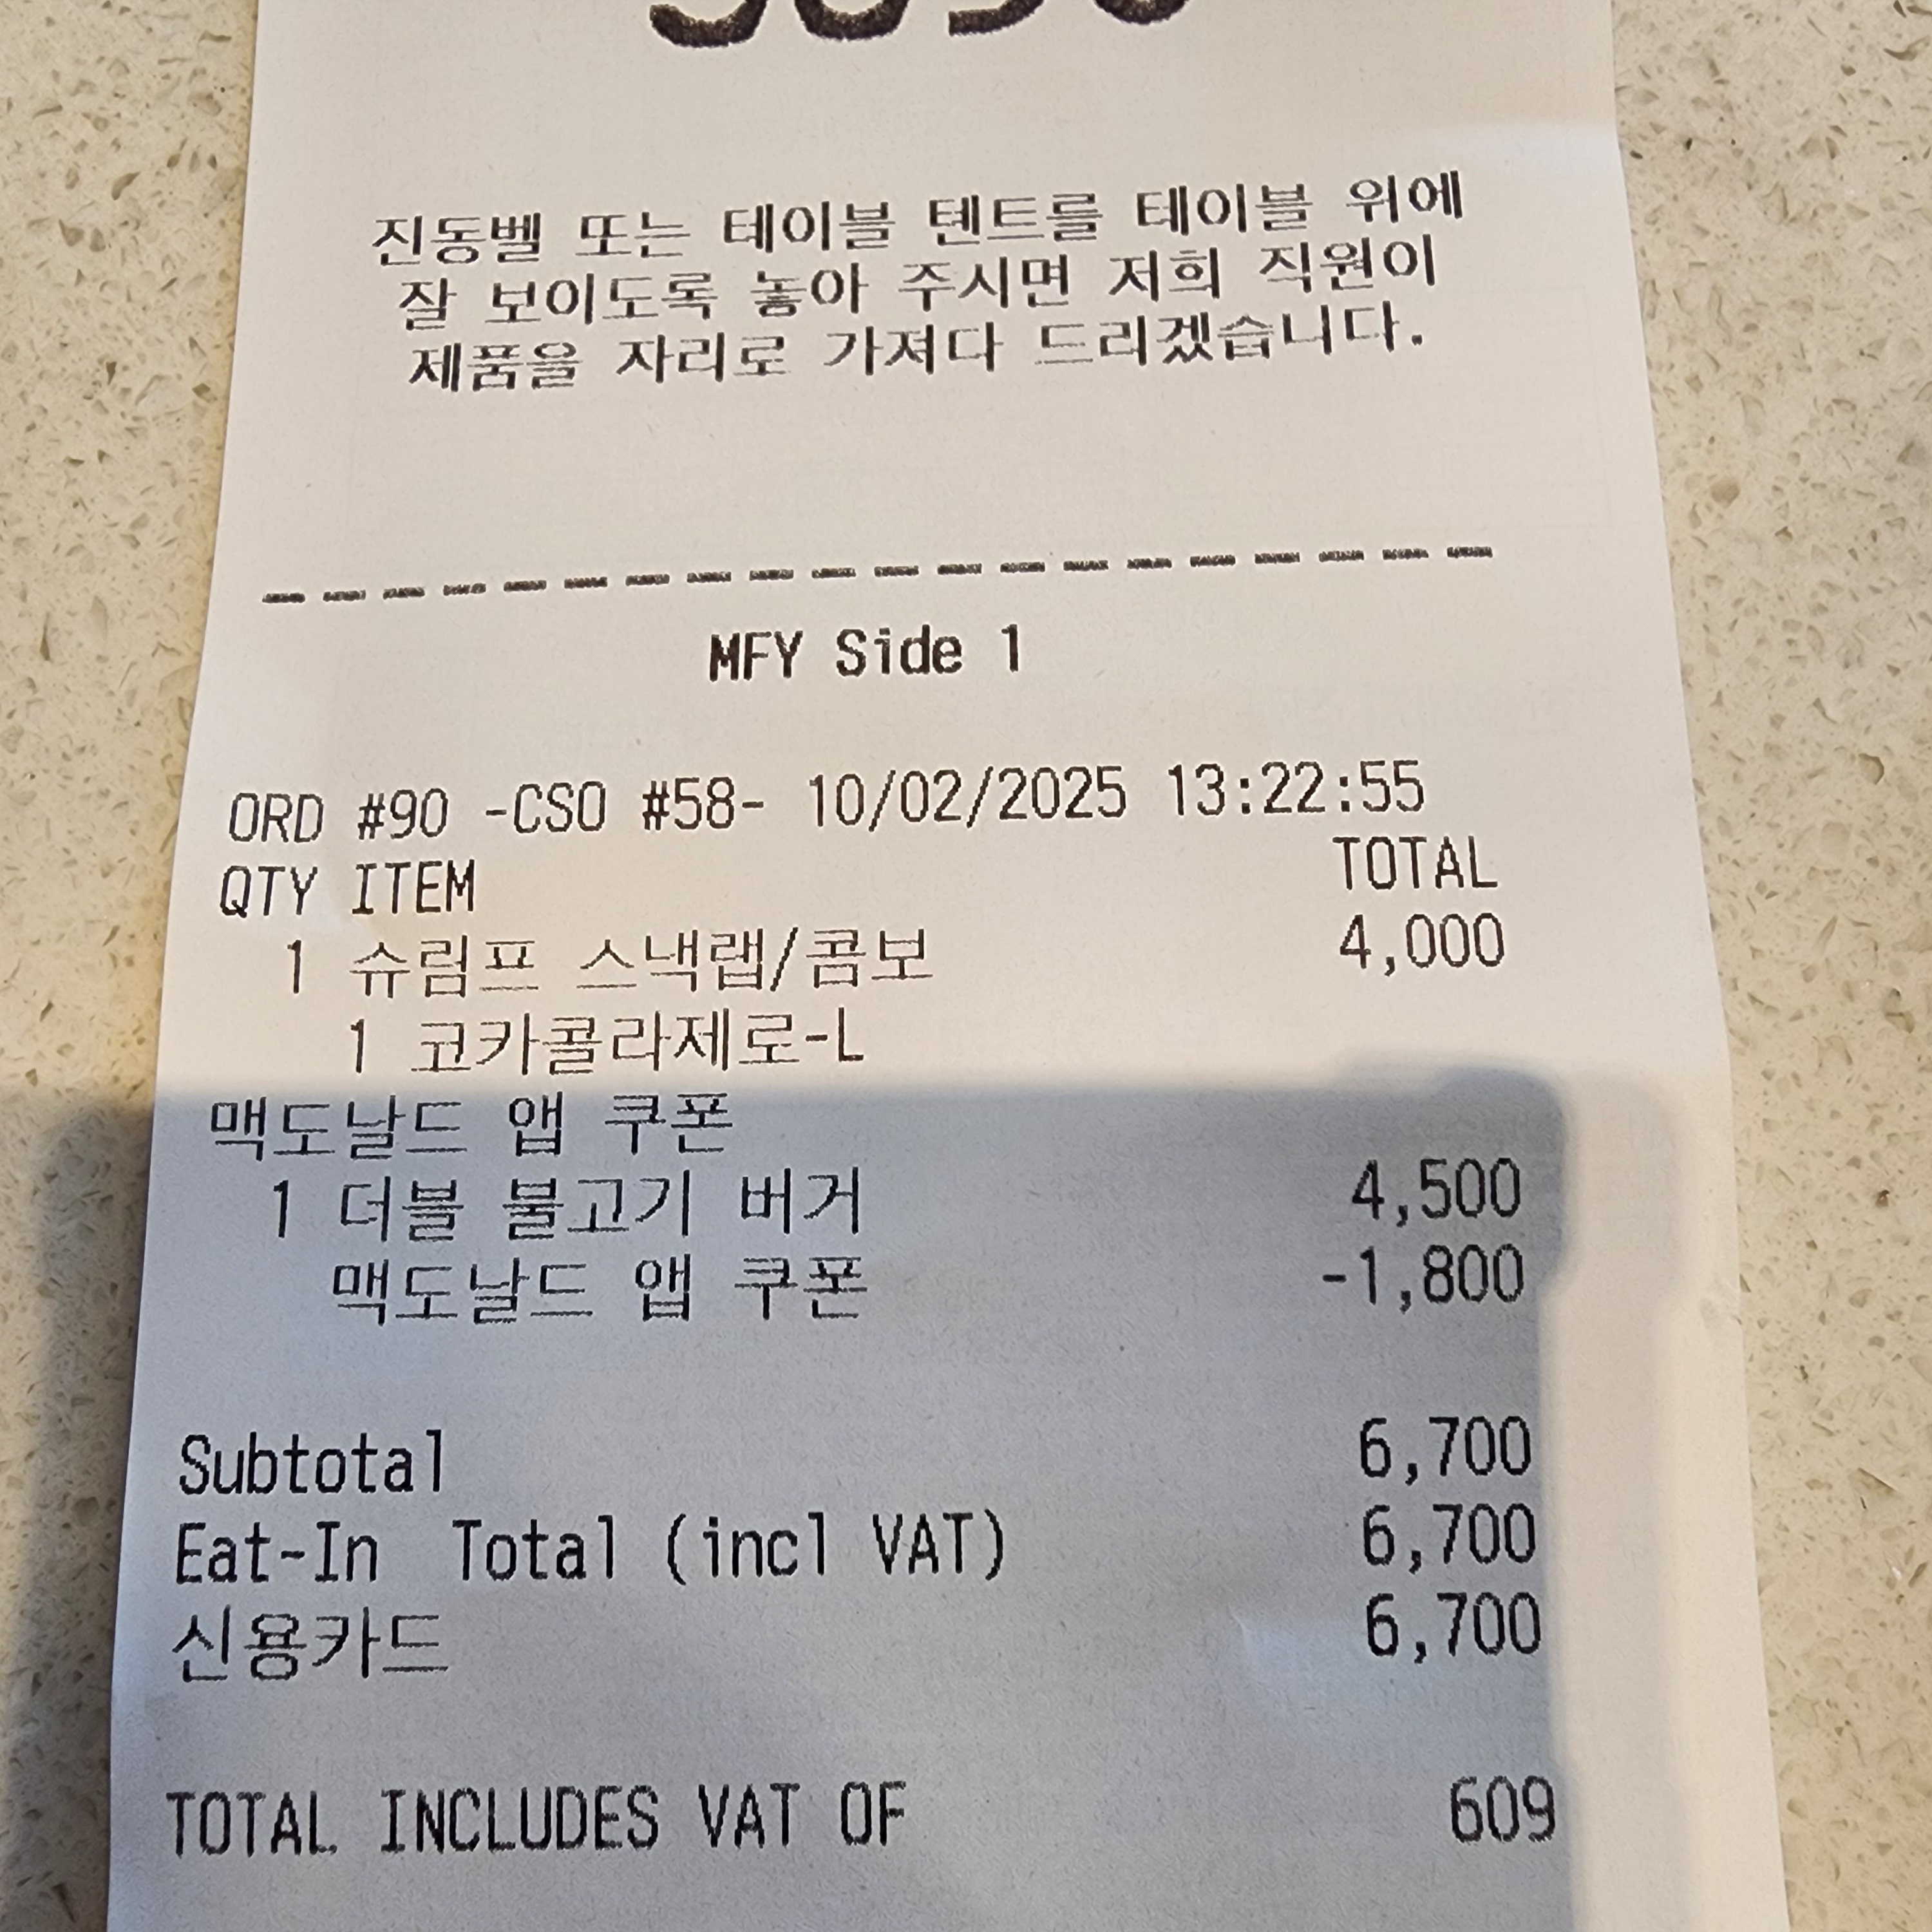 5890
진동벨 또는 테이블 텐트를 테이블 위에
잘 보이도록 놓아 주시면 저희 직원이
제품을 자리로 가져다 드리겠습니다.
MFY Side 1
ORD #90 -CSO #58- 10/02/2025 13:22:55
QTY ITEM TOTAL
1 슈림프 스낵랩/콤보 4,000
1 코카콜라제로-L
맥도날드 앱 쿠폰
1 더블 불고기 버거 4,500
맥도날드 앱 쿠폰 -1,800
Subtotal 6,700
Eat-In Total (incl VAT) 6,700
신용카드 6,700
TOTAL INCLUDES VAT OF 609